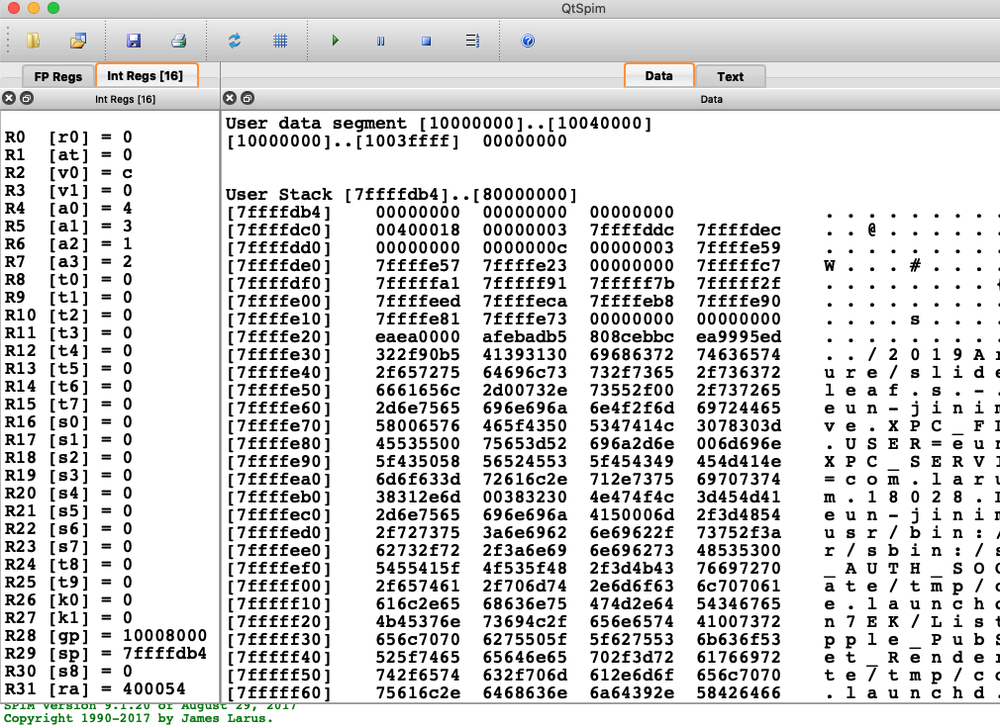 QtSpim
FP Regs Int Regs [16] Data Text
Int Regs [16] Data
R0 [r0] = 0
R1 [at] = 0
R2 [v0] = c
R3 [v1] = 0
R4 [a0] = 4
R5 [a1] = 3
R6 [a2] = 1
R7 [a3] = 2
R8 [t0] = 0
R9 [t1] = 0
R10 [t2] = 0
R11 [t3] = 0
R12 [t4] = 0
R13 [t5] = 0
R14 [t6] = 0
R15 [t7] = 0
R16 [s0] = 0
R17 [s1] = 0
R18 [s2] = 0
R19 [s3] = 0
R20 [s4] = 0
R21 [s5] = 0
R22 [s6] = 0
R23 [s7] = 0
R24 [t8] = 0
R25 [t9] = 0
R26 [k0] = 0
R27 [k1] = 0
R28 [gp] = 10008000
R29 [sp] = 7ffffdb4
R30 [s8] = 0
R31 [ra] = 400054
User data segment [10000000]..[10040000]
[10000000]..[1003ffff] 00000000
User Stack [7ffffdb4]..[80000000]
[7ffffdb4] 00000000 00000000 00000000 . . . . . . . . .
[7ffffdc0] 00400018 00000003 7ffffddc 7ffffdec . . @ . . . . . .
[7ffffdd0] 00000000 0000000c 00000003 7ffffe59 . . . . . . . . .
[7ffffde0] 7ffffe57 7ffffe23 00000000 7fffffc7 W . . . # . . . .
[7ffffdf0] 7fffffa1 7fffff91 7fffff7b 7fffff2f . . . . . . . . {
[7ffffe00] 7ffffeed 7ffffeca 7ffffeb8 7ffffe90 . . . . . . . . .
[7ffffe10] 7ffffe81 7ffffe73 00000000 00000000 . . . . s . . . .
[7ffffe20] eaea0000 afebadb5 808cebbc ea9995ed . . . . . . . . .
[7ffffe30] 322f90b5 41393130 69686372 74636574 . . / 2 0 1 9 A r
[7ffffe40] 2f657275 64696c73 732f7365 2f736372 u r e / s l i d e
[7ffffe50] 6661656c 2d00732e 73552f00 2f737265 l e a f . s . - .
[7ffffe60] 2d6e7565 696e696a 6e4f2f6d 69724465 e u n - j i n i m
[7ffffe70] 58006576 465f4350 5347414c 3078303d v e . X P C _ F L
[7ffffe80] 45535500 75653d52 696a2d6e 006d696e . U S E R = e u n
[7ffffe90] 5f435058 56524553 5f454349 454d414e X P C _ S E R V I
[7ffffea0] 6d6f633d 72616c2e 712e7375 69707374 = c o m . l a r u
[7ffffeb0] 38312e6d 00383230 4e474f4c 3d454d41 m . 1 8 0 2 8 . L
[7ffffec0] 2d6e7565 696e696a 4150006d 2f3d4854 e u n - j i n i m
[7ffffed0] 2f727375 3a6e6962 6e69622f 73752f3a u s r / b i n : /
[7ffffee0] 62732f72 2f3a6e69 6e696273 48535300 r / s b i n : / s
[7ffffef0] 5455415f 4f535f48 2f3d4b43 76697270 _ A U T H _ S O C
[7fffff00] 2f657461 2f706d74 2e6d6f63 6c707061 a t e / t m p / c
[7fffff10] 616c2e65 68636e75 474d2e64 54346765 e . l a u n c h d
[7fffff20] 4b45376e 73694c2f 656e6574 41007372 n 7 E K / L i s t
[7fffff30] 656c7070 6275505f 5f627553 6b636f53 p p l e _ P u b S
[7fffff40] 525f7465 65646e65 702f3d72 61766972 e t _ R e n d e r
[7fffff50] 742f6574 632f706d 612e6d6f 656c7070 t e / t m p / c o
[7fffff60] 75616c2e 6468636e 6a64392e 58426466 . l a u n c h d .
SPIM Version 9.1.20 of August 29, 2017
Copyright 1990-2017 by James Larus.